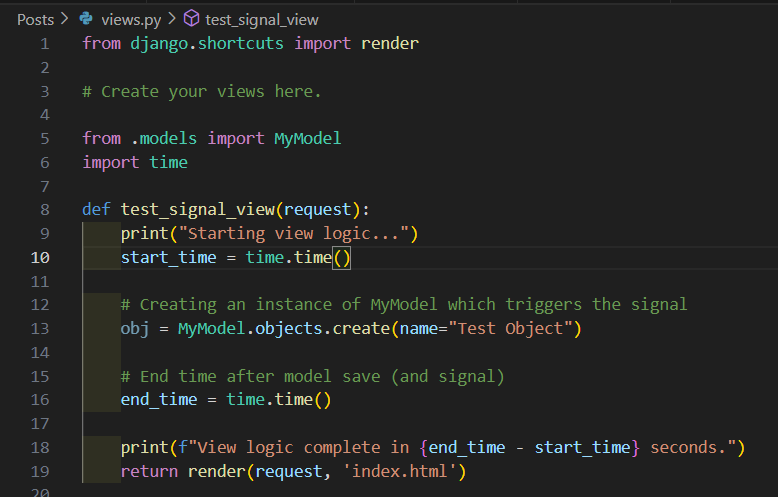 Posts > views.py > test_signal_view
1 from django.shortcuts import render
2
3 # Create your views here.
4
5 from .models import MyModel
6 import time
7
8 def test_signal_view(request):
9     print("Starting view logic...")
10     start_time = time.time()
11
12     # Creating an instance of MyModel which triggers the signal
13     obj = MyModel.objects.create(name="Test Object")
14
15     # End time after model save (and signal)
16     end_time = time.time()
17
18     print(f"View logic complete in {end_time - start_time} seconds.")
19     return render(request, 'index.html')
20